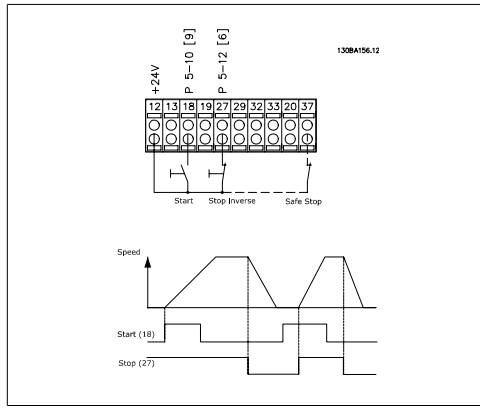 130BA156.12
+24V
P 5-10 [9]
P 5-12 [6]
12 13 18 19 27 29 32 33 20 37
Start Stop Inverse Safe Stop
Speed
Start (18)
Stop (27)